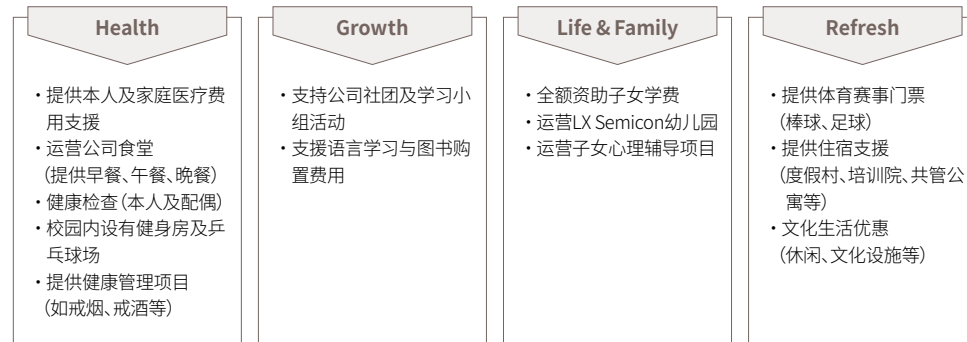 Health
・提供本人及家庭医疗费
用支援
・运营公司食堂
(提供早餐、午餐、晚餐)
・健康检查(本人及配偶)
・校园内设有健身房及乒
乓球场
・提供健康管理项目
(如戒烟、戒酒等)
Growth
・支持公司社团及学习小
组活动
・支援语言学习与图书购
置费用
Life & Family
・全额资助子女学费
・运营LX Semicon幼儿园
・运营子女心理辅导项目
Refresh
・提供体育赛事门票
(棒球、足球)
・提供住宿支援
(度假村、培训院、共管公
寓等)
・文化生活优惠
(休闲、文化设施等)